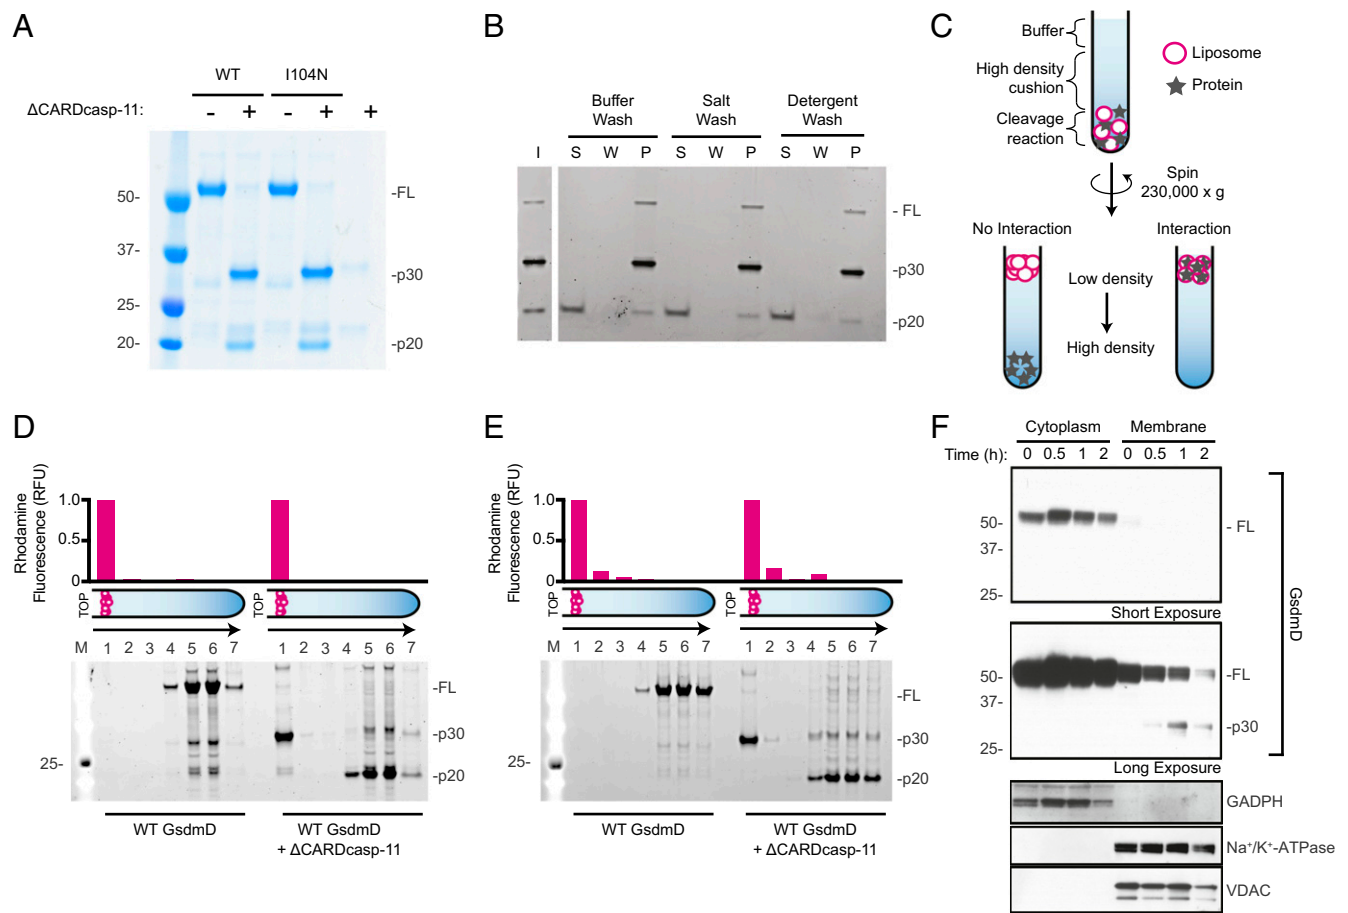 A
WT I104N
ΔCARDcasp-11: - + - + +
50- -FL
37-
-p30
25-
20- -p20
B
Buffer Wash Salt Wash Detergent Wash
I S W P S W P S W P
- FL
-p30
-p20
C
Buffer
High density cushion
Cleavage reaction
Liposome
Protein
Spin
230,000 x g
No Interaction Interaction
Low density
High density
D
Rhodamine
Fluorescence (RFU)
1.0
0.5
0
TOP TOP
M 1 2 3 4 5 6 7 1 2 3 4 5 6 7
-FL
-p30
25-
-p20
WT GsdmD WT GsdmD
+ ΔCARDcasp-11
E
Rhodamine
Fluorescence (RFU)
1.0
0.5
0
TOP TOP
M 1 2 3 4 5 6 7 1 2 3 4 5 6 7
-FL
-p30
25-
-p20
WT GsdmD WT GsdmD
+ ΔCARDcasp-11
F
Cytoplasm Membrane
Time (h): 0 0.5 1 2 0 0.5 1 2
50- - FL
37-
25-
Short Exposure
50- -FL
37-
-p30
25-
Long Exposure
GsdmD
GADPH
Na⁺/K⁺-ATPase
VDAC